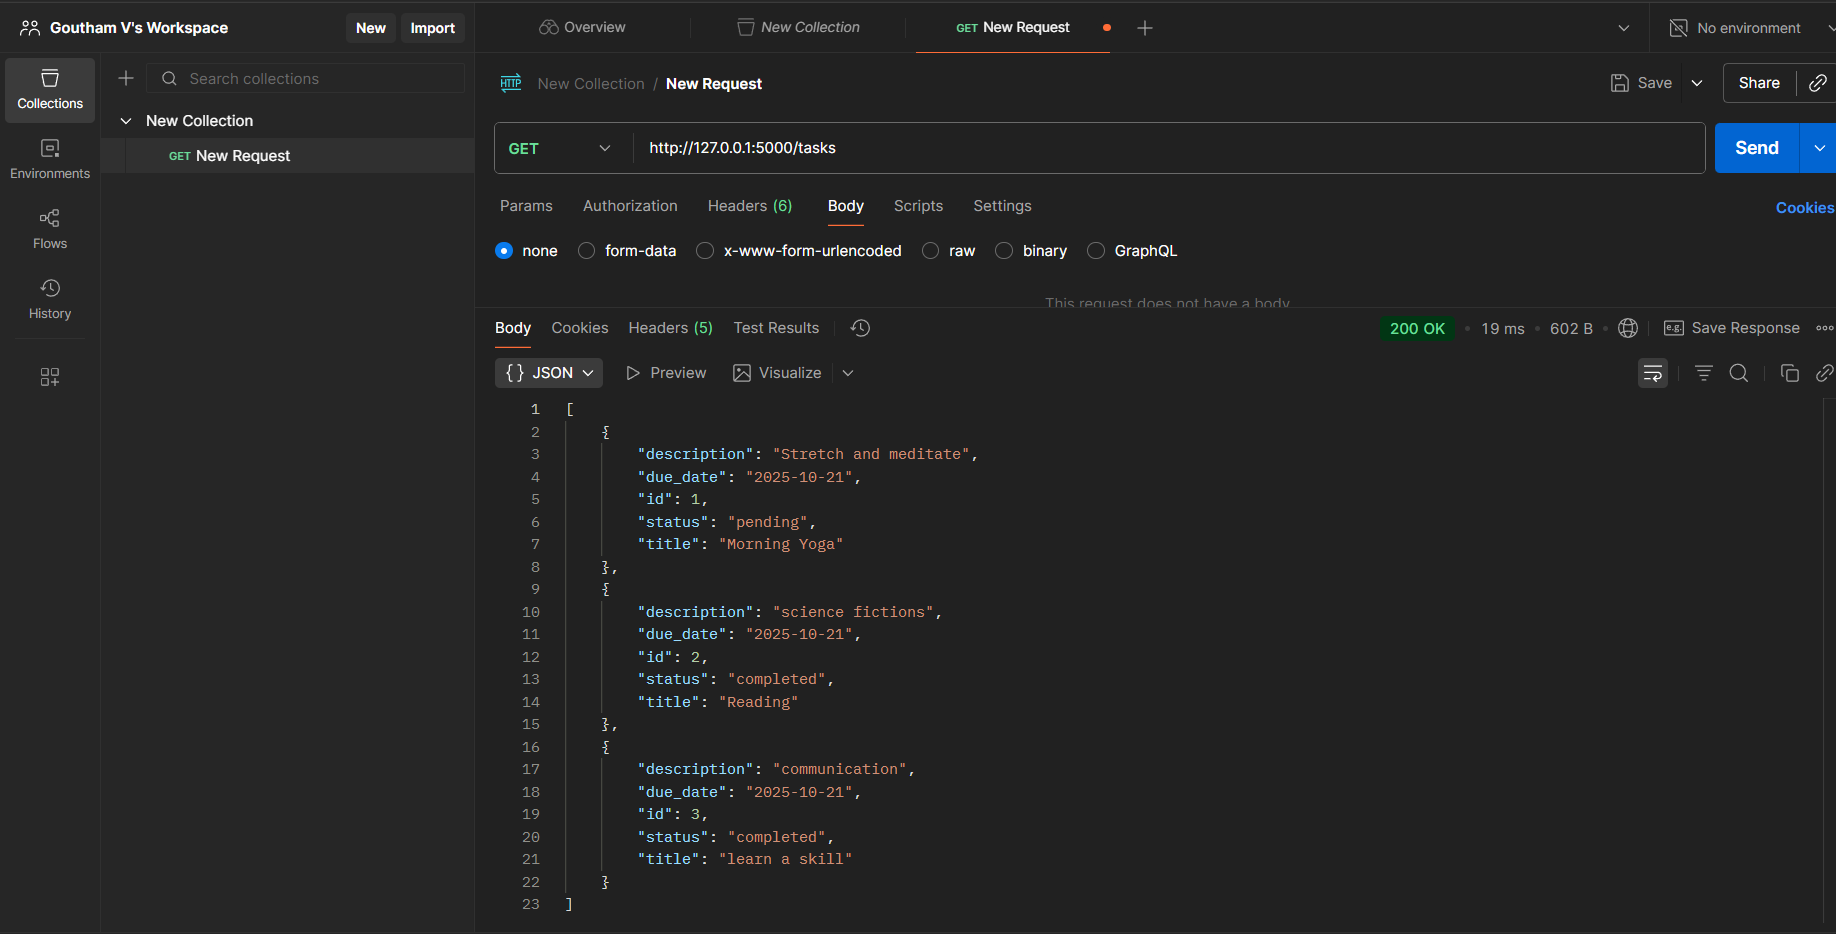 Goutham V's Workspace
New
Import
Overview
New Collection
GET New Request
No environment
Collections
Environments
Flows
History
Search collections
New Collection
GET New Request
HTTP New Collection / New Request
Save
Share
GET
http://127.0.0.1:5000/tasks
Send
Params Authorization Headers (6) Body Scripts Settings
Cookies
none form-data x-www-form-urlencoded raw binary GraphQL
This request does not have a body
Body Cookies Headers (5) Test Results
200 OK • 19 ms • 602 B •
e.g. Save Response
{} JSON Preview Visualize
1 [
2 {
3 "description": "Stretch and meditate",
4 "due_date": "2025-10-21",
5 "id": 1,
6 "status": "pending",
7 "title": "Morning Yoga"
8 },
9 {
10 "description": "science fictions",
11 "due_date": "2025-10-21",
12 "id": 2,
13 "status": "completed",
14 "title": "Reading"
15 },
16 {
17 "description": "communication",
18 "due_date": "2025-10-21",
19 "id": 3,
20 "status": "completed",
21 "title": "learn a skill"
22 }
23 ]